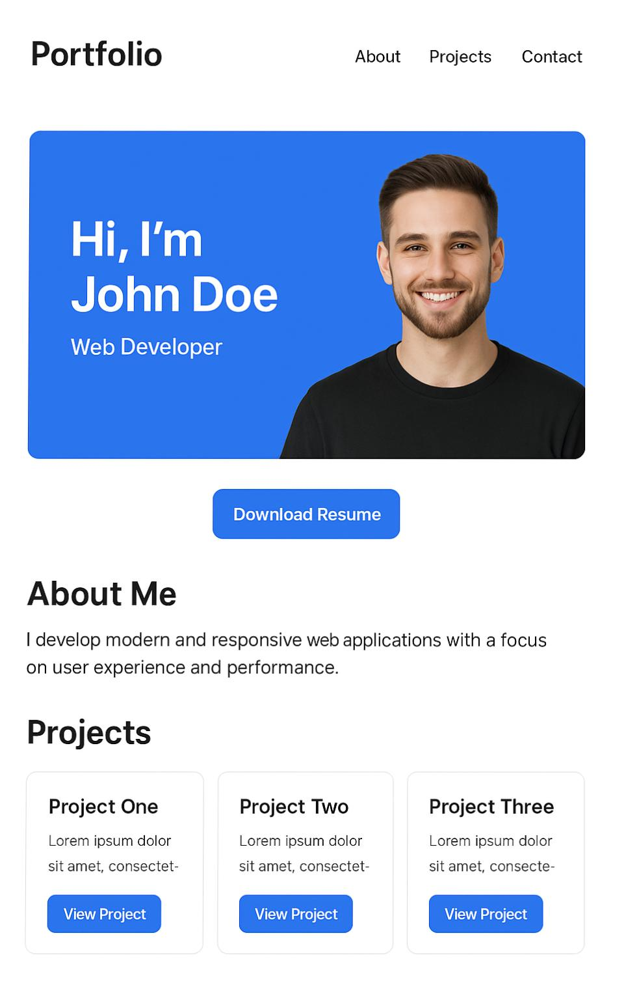 Portfolio
About Projects Contact
Hi, I’m
John Doe
Web Developer
Download Resume
About Me
I develop modern and responsive web applications with a focus
on user experience and performance.
Projects
Project One
Lorem ipsum dolor
sit amet, consectet-
View Project
Project Two
Lorem ipsum dolor
sit amet, consectet-
View Project
Project Three
Lorem ipsum dolor
sit amet, consecte-
View Project